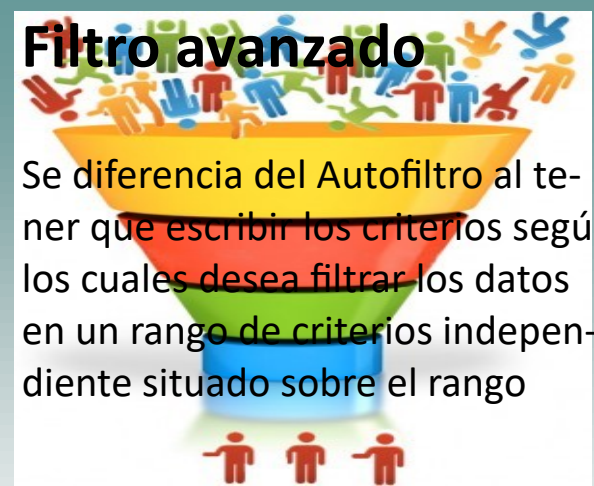 Filtro avanzado
Se diferencia del Autofiltro al te-
ner que escribir los criterios segú
los cuales desea filtrar los datos
en un rango de criterios indepen-
diente situado sobre el rango